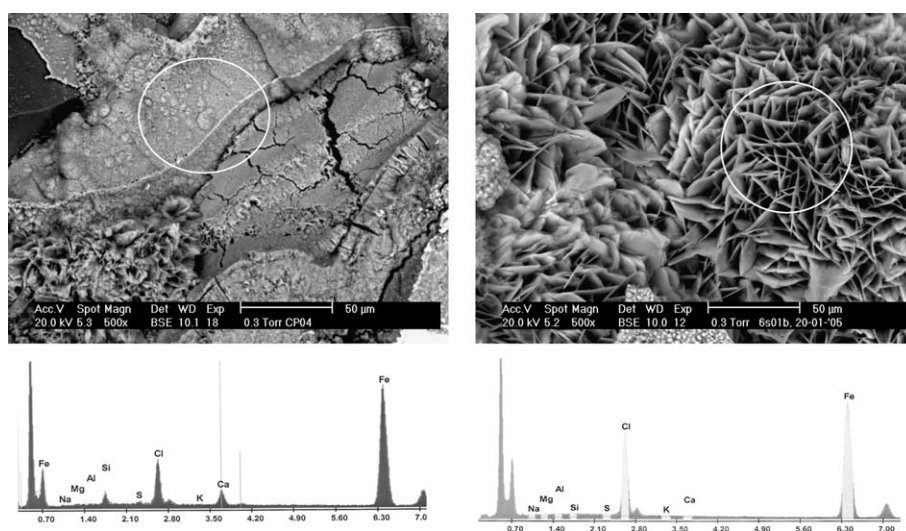 Acc.V Spot Magn Det WD Exp 50 µm
20.0 kV 5.3 500x BSE 10.1 18 0.3 Torr CP04
Acc.V Spot Magn Det WD Exp 50 µm
20.0 kV 5.2 500x BSE 10.0 12 0.3 Torr 6s01b, 20-01-'05
Fe
Fe
Na
Mg
Al
Si
S
Cl
K
Ca
0.70 1.40 2.10 2.80 3.50 4.20 4.90 5.60 6.30 7.0
Fe
Cl
Na
Mg
Al
Si
S
K
Ca
0.70 1.40 2.10 2.80 3.50 4.20 4.90 5.60 6.30 7.00